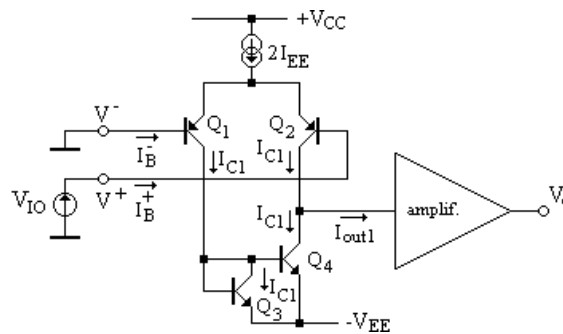 +V_CC
2I_EE
V^-
Q_1
Q_2
I_B^-
I_C1
I_C1
V_IO
V^+
I_B^+
I_C1
amplif.
V
I_out1
Q_4
I_C1
Q_3
-V_EE